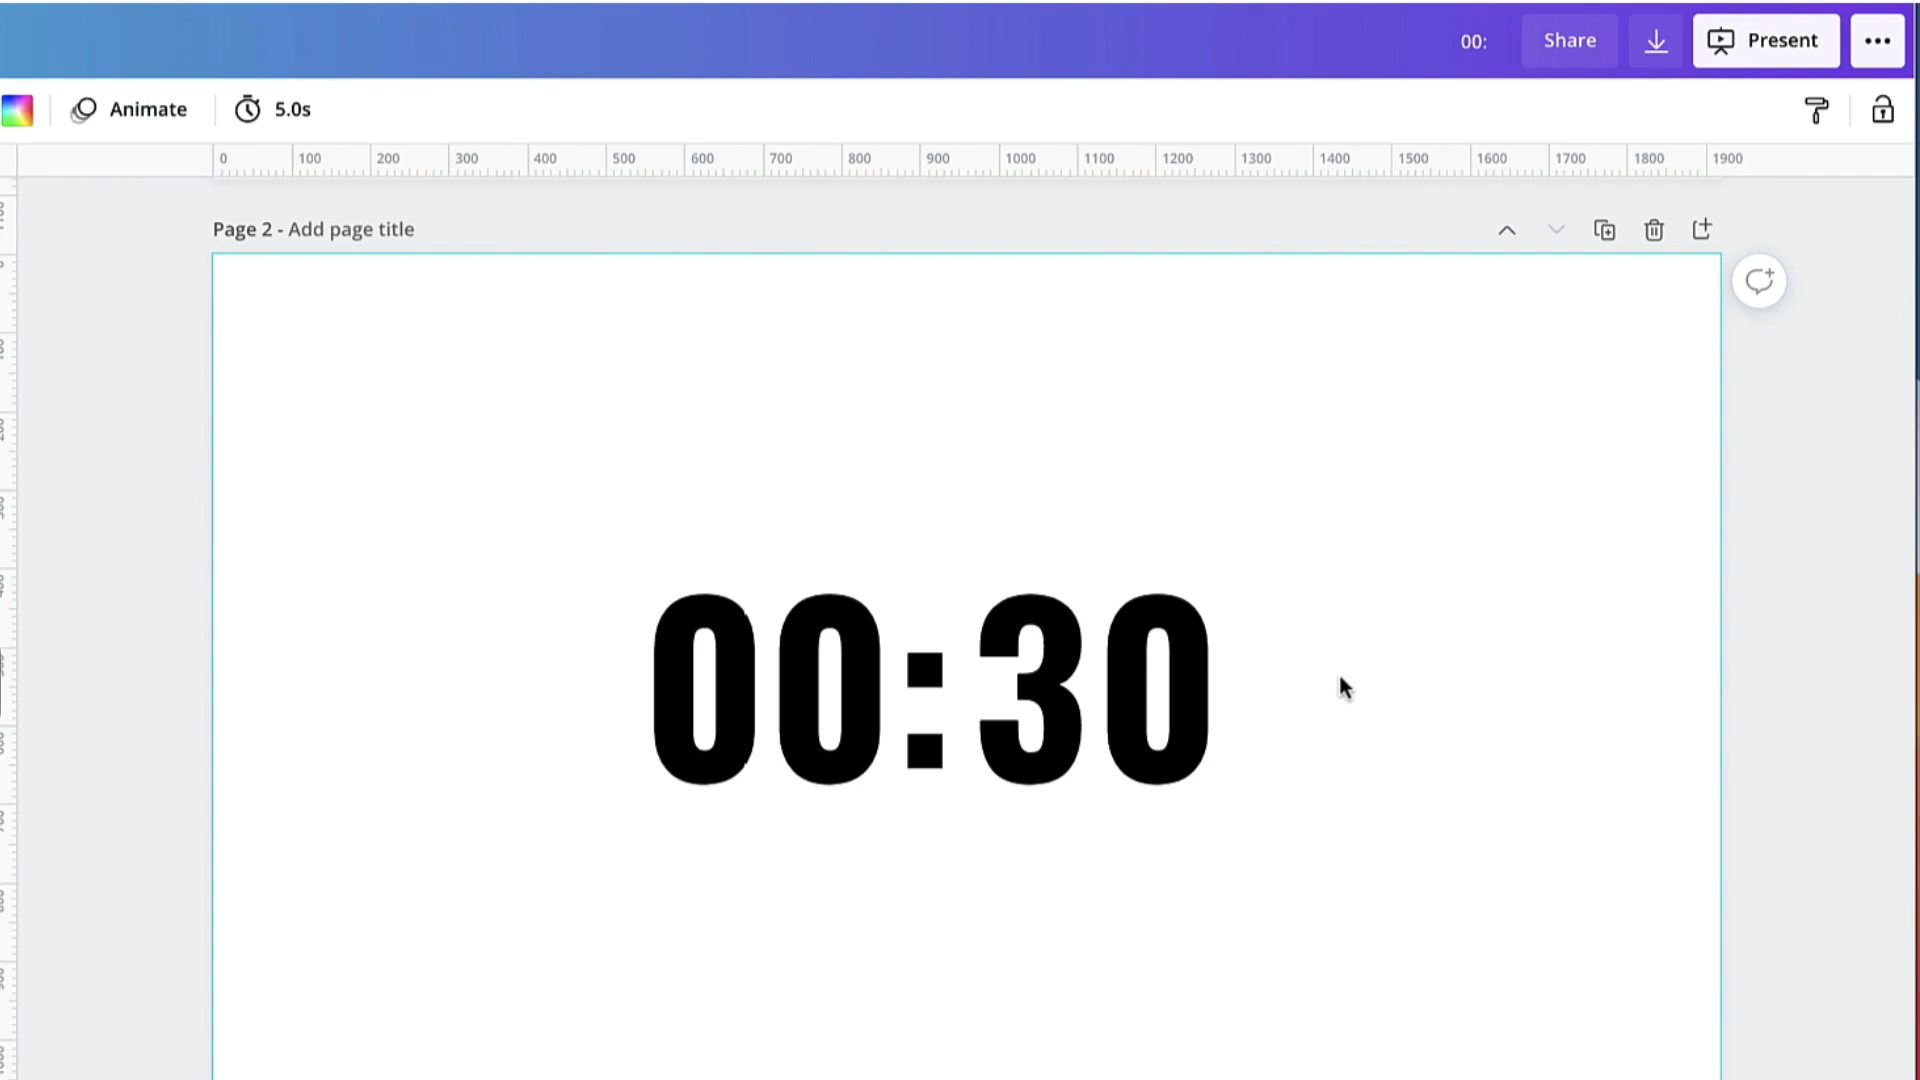 00: Share Present
Animate 5.0s
0 100 200 300 400 500 600 700 800 900 1000 1100 1200 1300 1400 1500 1600 1700 1800 1900
Page 2 - Add page title
00:30